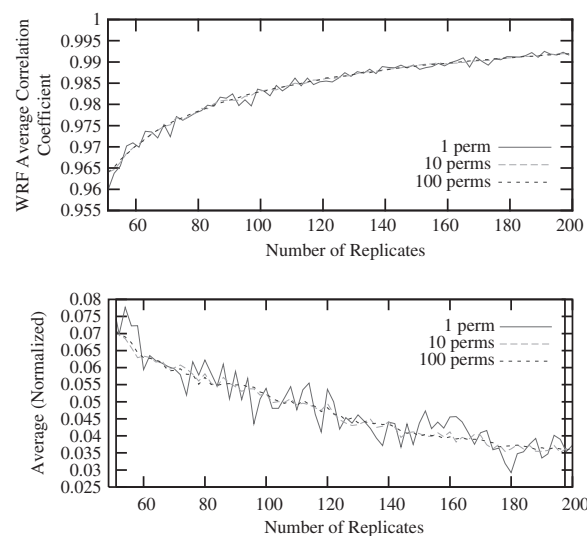 WRF Average Correlation
Coefficient
1
0.995
0.99
0.985
0.98
0.975
0.97
0.965
0.96
0.955
1 perm
10 perms
100 perms
60 80 100 120 140 160 180 200
Number of Replicates
Average (Normalized)
0.08
0.075
0.07
0.065
0.06
0.055
0.05
0.045
0.04
0.035
0.03
0.025
1 perm
10 perms
100 perms
60 80 100 120 140 160 180 200
Number of Replicates